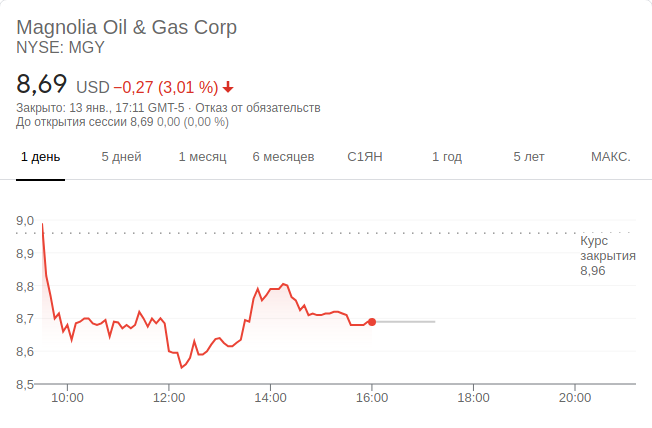 Magnolia Oil & Gas Corp
NYSE: MGY
8,69 USD −0,27 (3,01 %)
Закрыто: 13 янв., 17:11 GMT-5 · Отказ от обязательств
До открытия сессии 8,69 0,00 (0,00 %)
1 день 5 дней 1 месяц 6 месяцев С1ЯН 1 год 5 лет МАКС.
9,0
Курс
закрытия
8,96
8,9
8,8
8,7
8,6
8,5
10:00 12:00 14:00 16:00 18:00 20:00